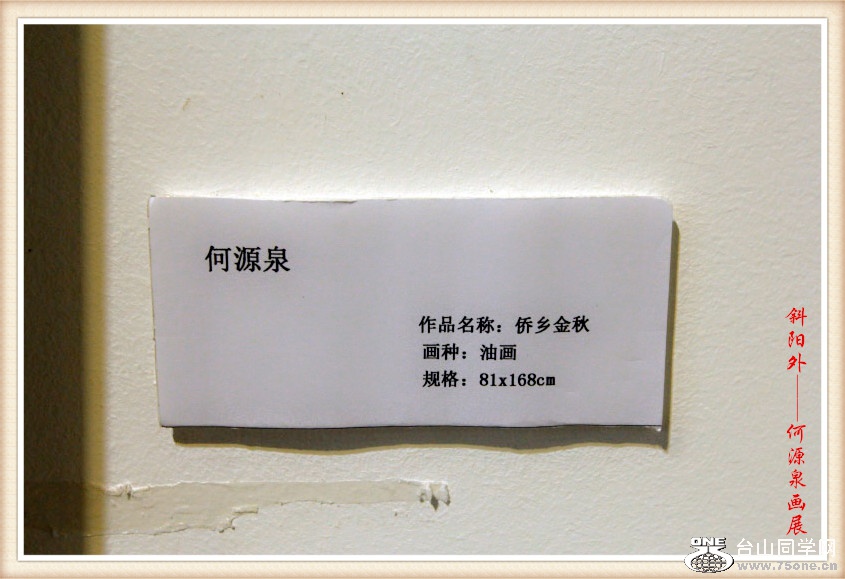 何源泉
作品名称：侨乡金秋
画种：油画
规格：81x168cm
斜阳外——何源泉画展
ONE
台山同学网
www.75one.cn